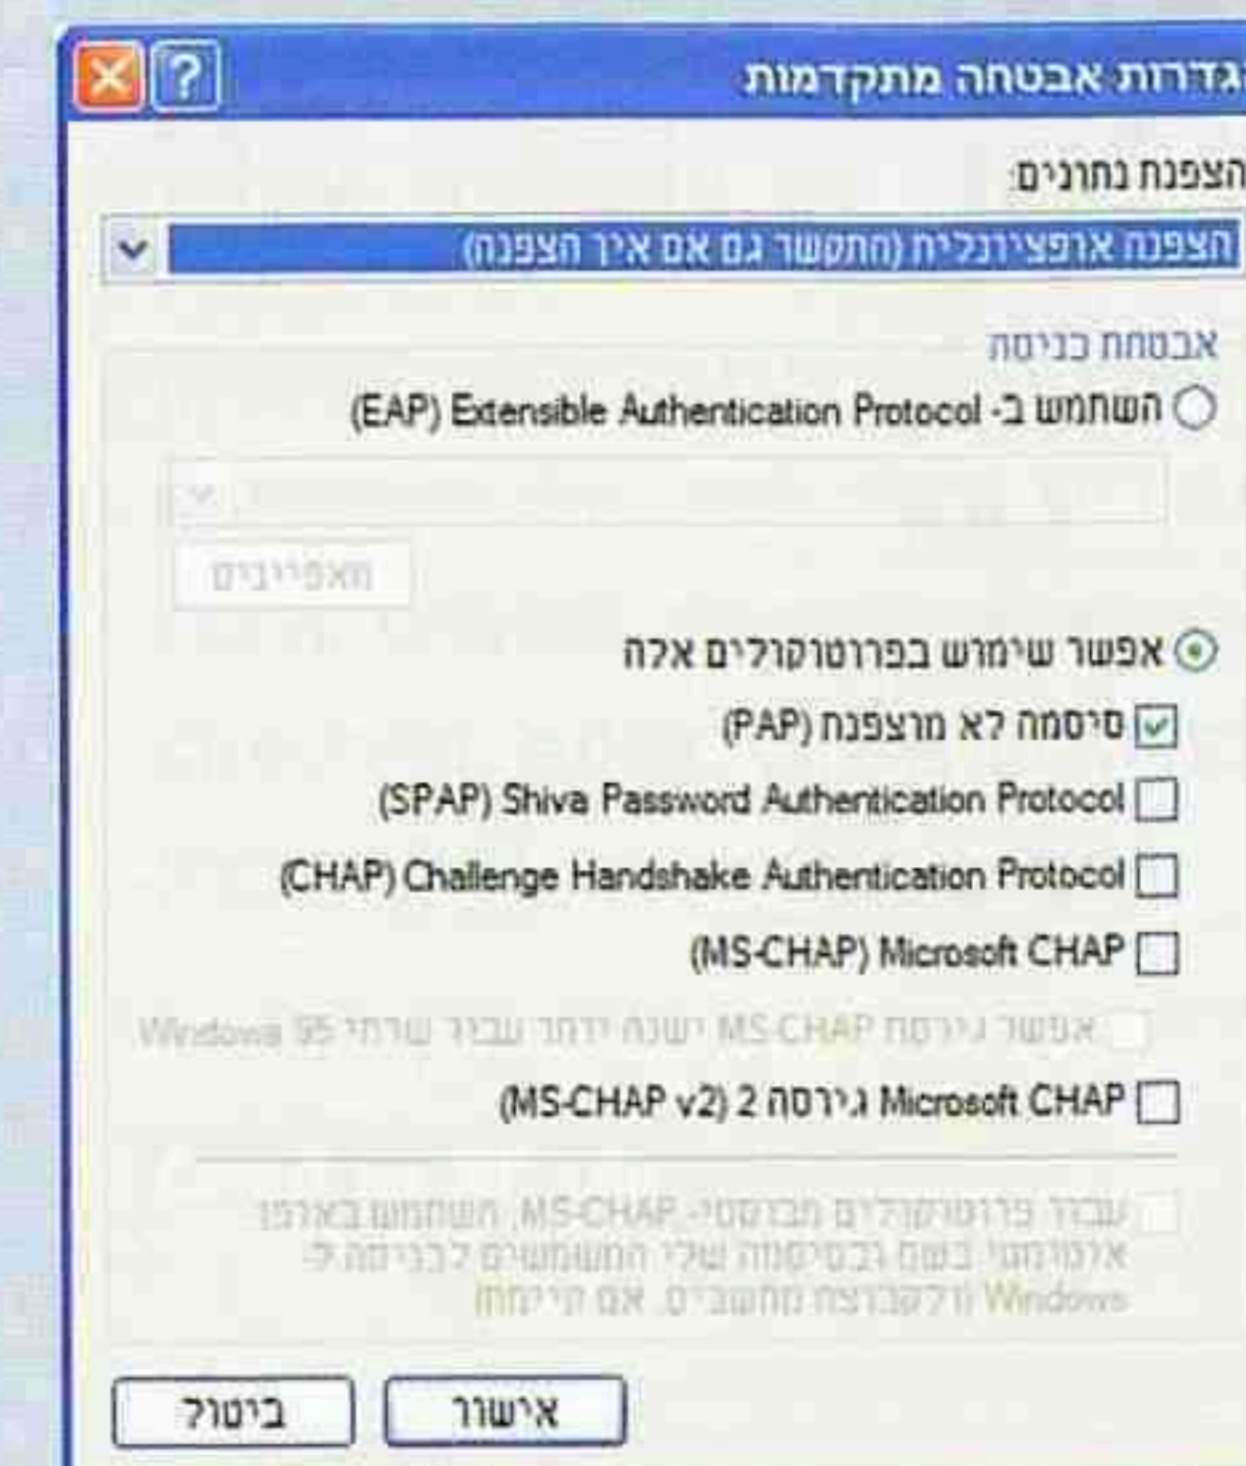 גדרות אבטחה מתקדמות
הצפנת נתונים:
הצפנה אופציונלית (התקשר גם אם אין הצפנה)
אבטחת כניסה
השתמש ב- Extensible Authentication Protocol (EAP)
מאפיינים
אפשר שימוש בפרוטוקולים אלה
סיסמה לא מוצפנת (PAP)
Shiva Password Authentication Protocol (SPAP)
Challenge Handshake Authentication Protocol (CHAP)
Microsoft CHAP (MS-CHAP)
אפשר גירסת MS-CHAP ישנה יותר עבור שרתי Windows 95
Microsoft CHAP גירסה 2 (MS-CHAP v2)
עבור פרוטוקולים מבוססי- MS-CHAP, השתמש באופן
אוטומטי בשם ובסיסמה שלי המשמשים לכניסה ל-
Windows (ולקבוצת מחשבים, אם קיימת)
אישור
ביטול